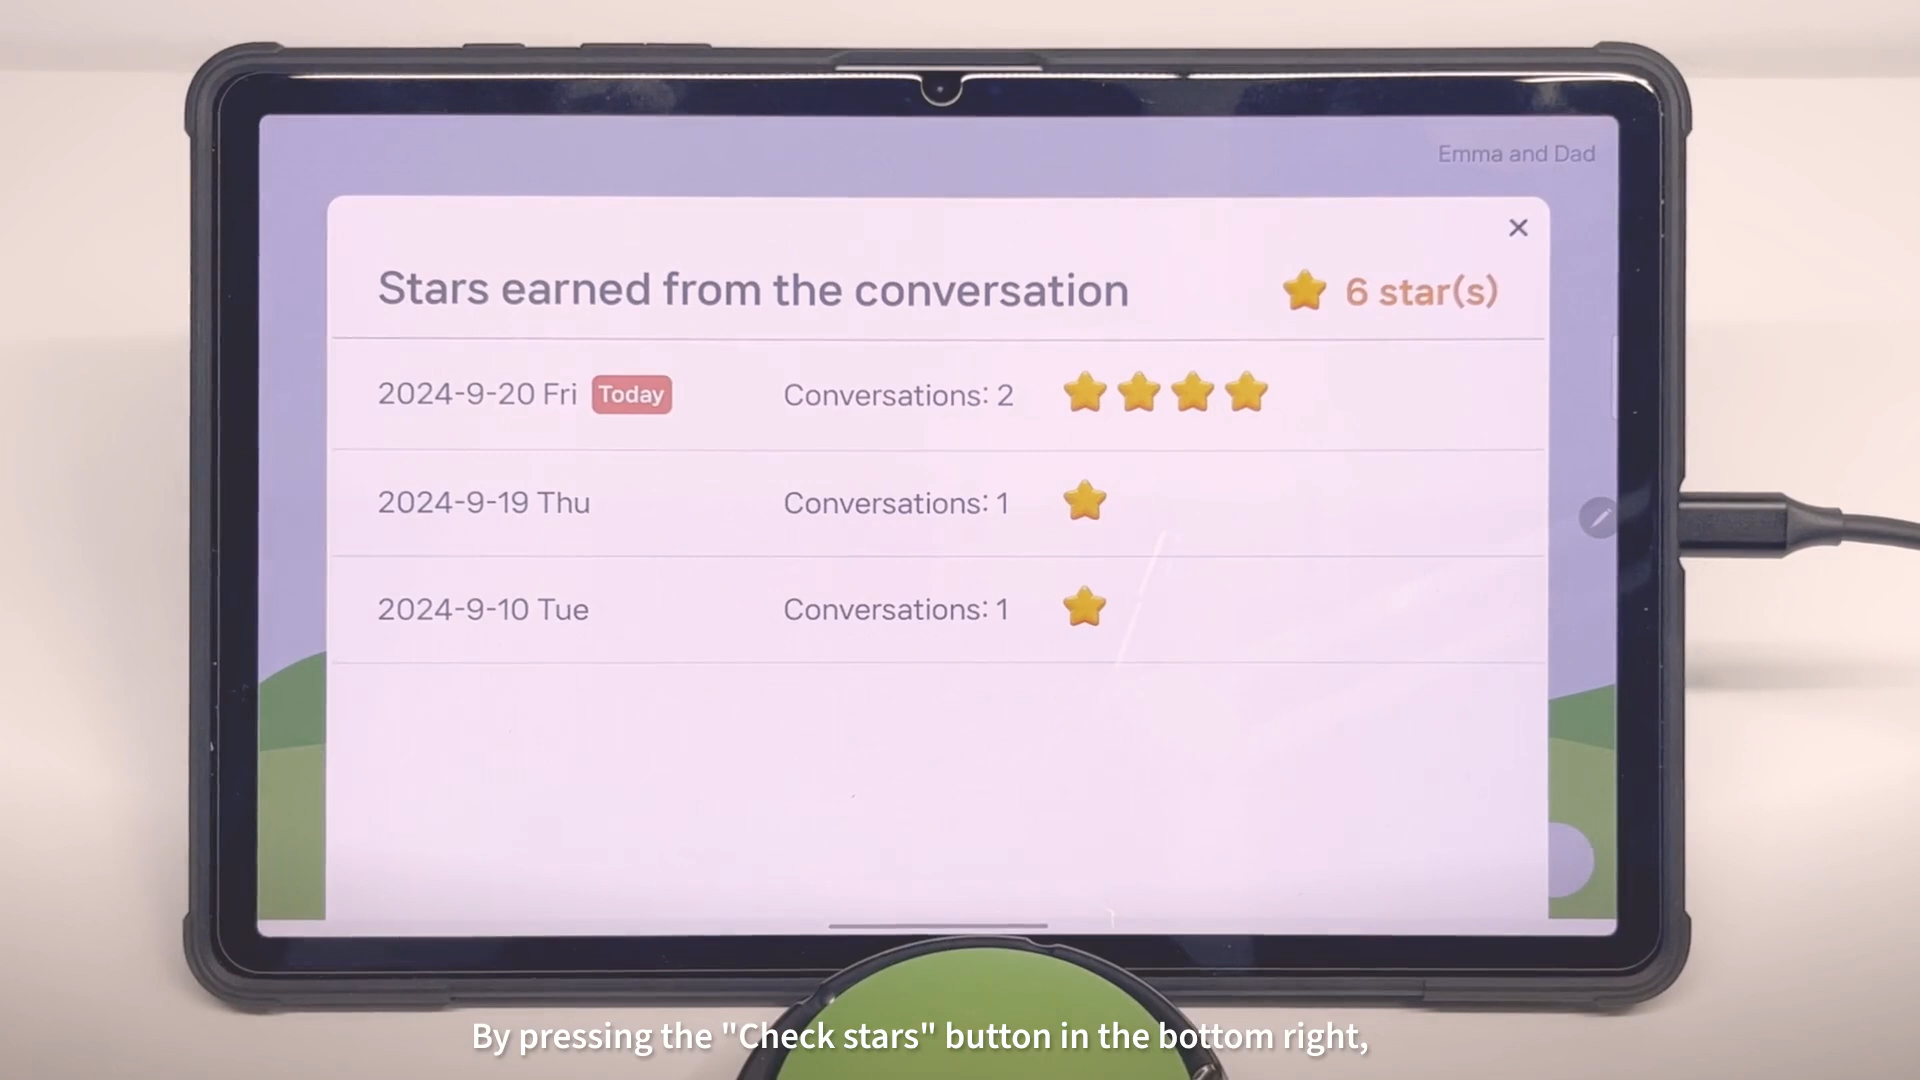 Emma and Dad
Stars earned from the conversation
6 star(s)
2024-9-20 Fri Today Conversations: 2
2024-9-19 Thu Conversations: 1
2024-9-10 Tue Conversations: 1
By pressing the "Check stars" button in the bottom right,